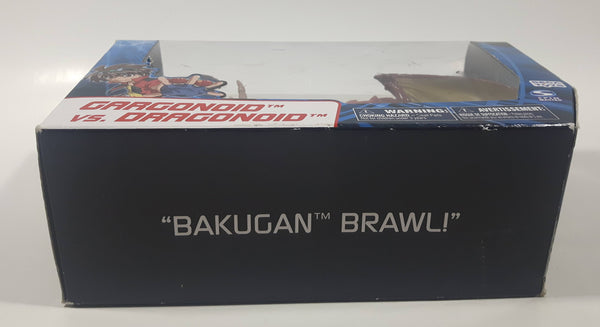 GARGONOID™
vs. DRAGONOID™
WARNING:
CHOKING HAZARD
AVERTISSEMENT:
"BAKUGAN™ BRAWL!"